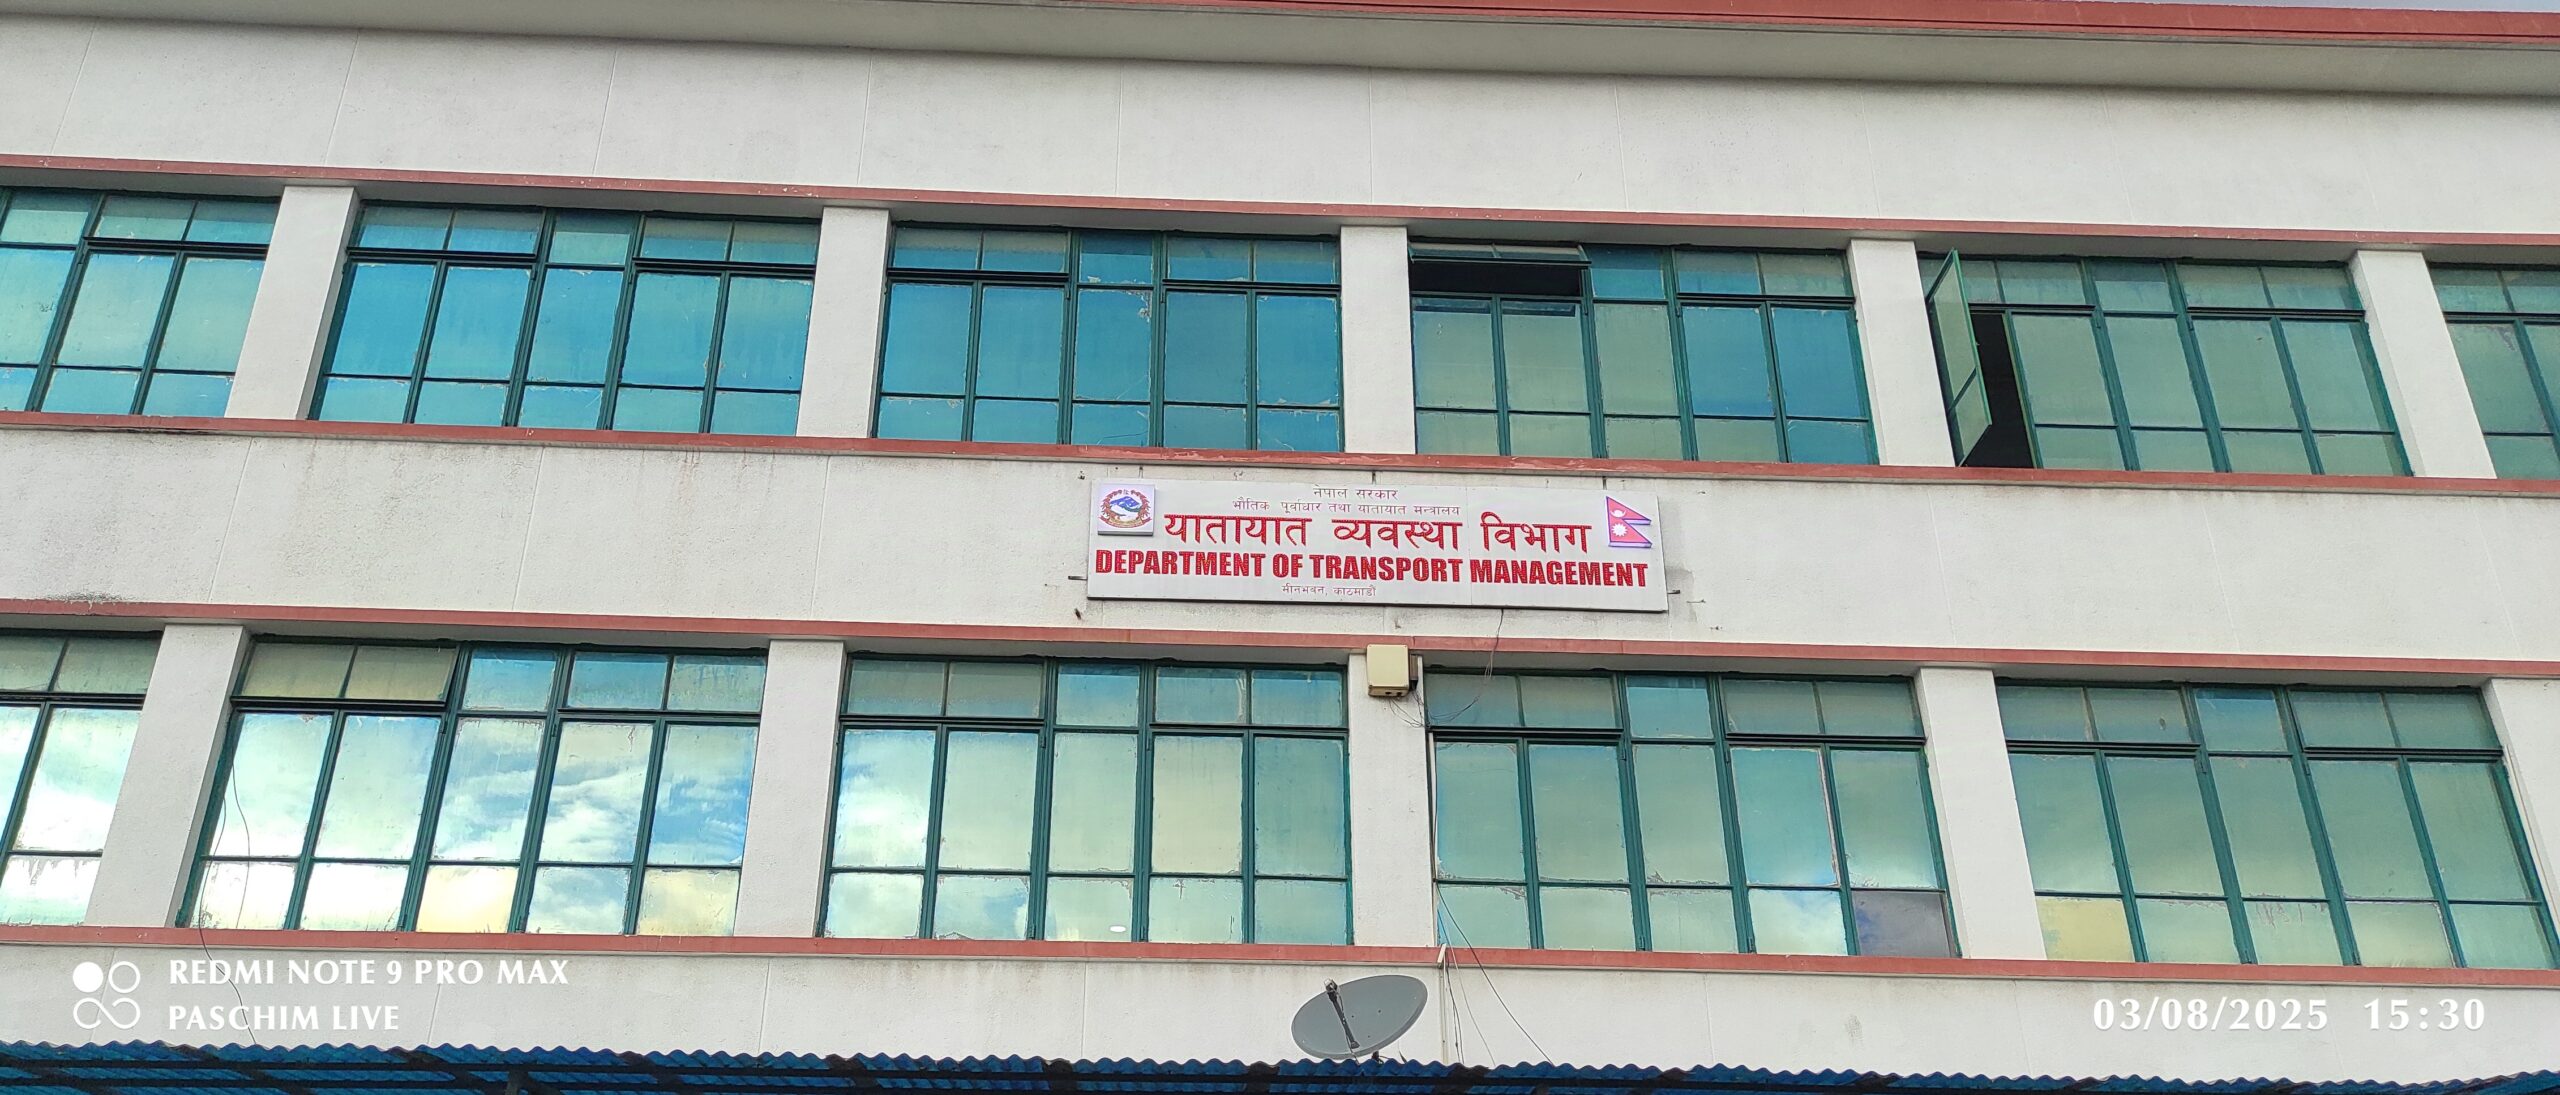 नेपाल सरकार
भौतिक पूर्वाधार तथा यातायात मन्त्रालय
यातायात व्यवस्था विभाग
DEPARTMENT OF TRANSPORT MANAGEMENT
मीनभवन, काठमाडौं
REDMI NOTE 9 PRO MAX
PASCHIM LIVE
03/08/2025 15:30